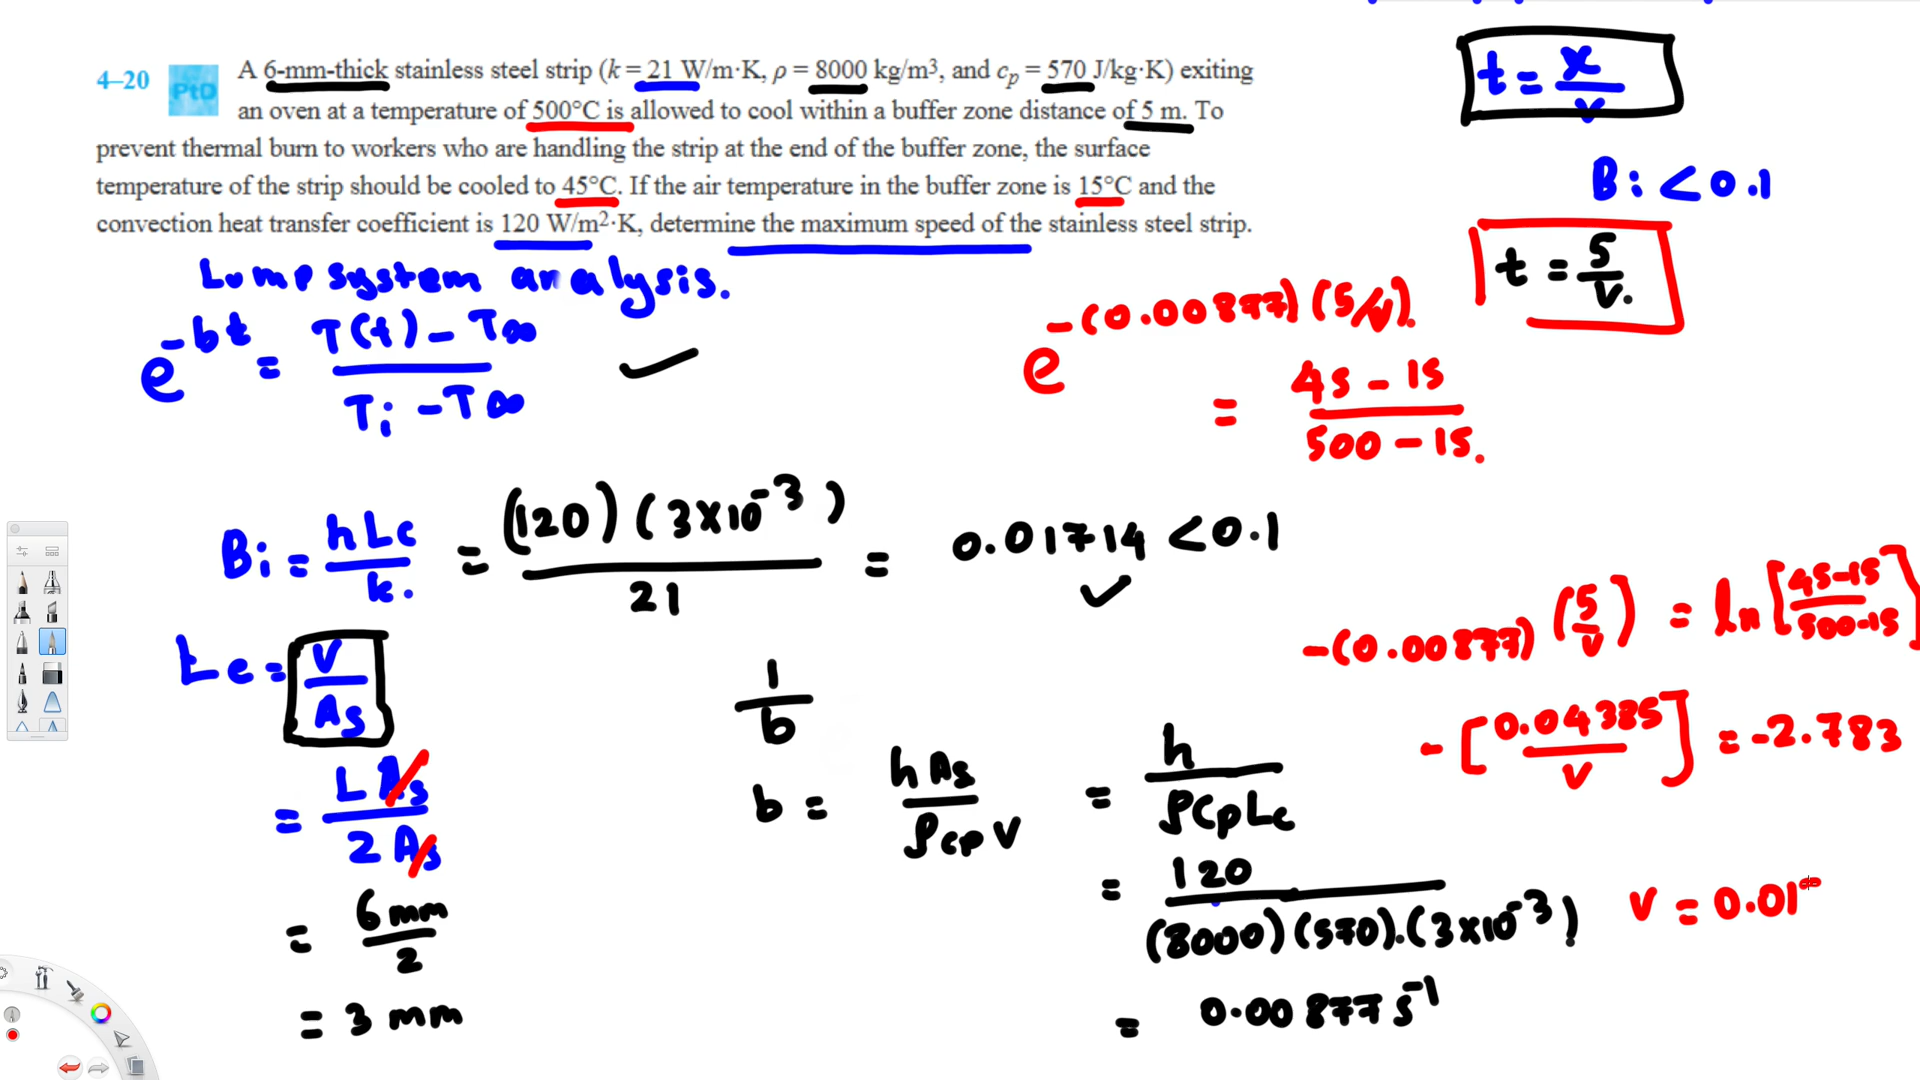 4–20 PtD A 6-mm-thick stainless steel strip (k = 21 W/m·K, ρ = 8000 kg/m³, and cp = 570 J/kg·K) exiting
an oven at a temperature of 500°C is allowed to cool within a buffer zone distance of 5 m. To
prevent thermal burn to workers who are handling the strip at the end of the buffer zone, the surface
temperature of the strip should be cooled to 45°C. If the air temperature in the buffer zone is 15°C and the
convection heat transfer coefficient is 120 W/m²·K, determine the maximum speed of the stainless steel strip.
t = x/v
Bi < 0.1
t = 5/v.
Lump system analysis.
e^-bt = T(t) - T∞ / Ti - T∞
e^-(0.00877)(5/v).
= 45 - 15 / 500 - 15.
Bi = hLc/k. = (120)(3×10^-3) / 21 = 0.01714 < 0.1
Lc = V/As
= LAs / 2As
= 6mm / 2
= 3 mm
1/b
b = hAs / ρcpV = h / ρCpLc
= 120 / (8000)(570).(3×10^-3)
= 0.00877 s^-1
-(0.00877)(5/v) = ln[45-15 / 500-15]
-[0.04385 / v] = -2.783
v = 0.01